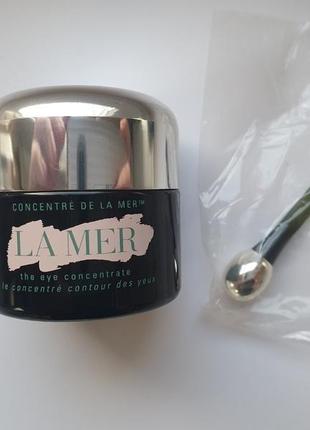 CONCENTRÉ DE LA MER™
LA MER
the eye concentrate
le concentré contour des yeux